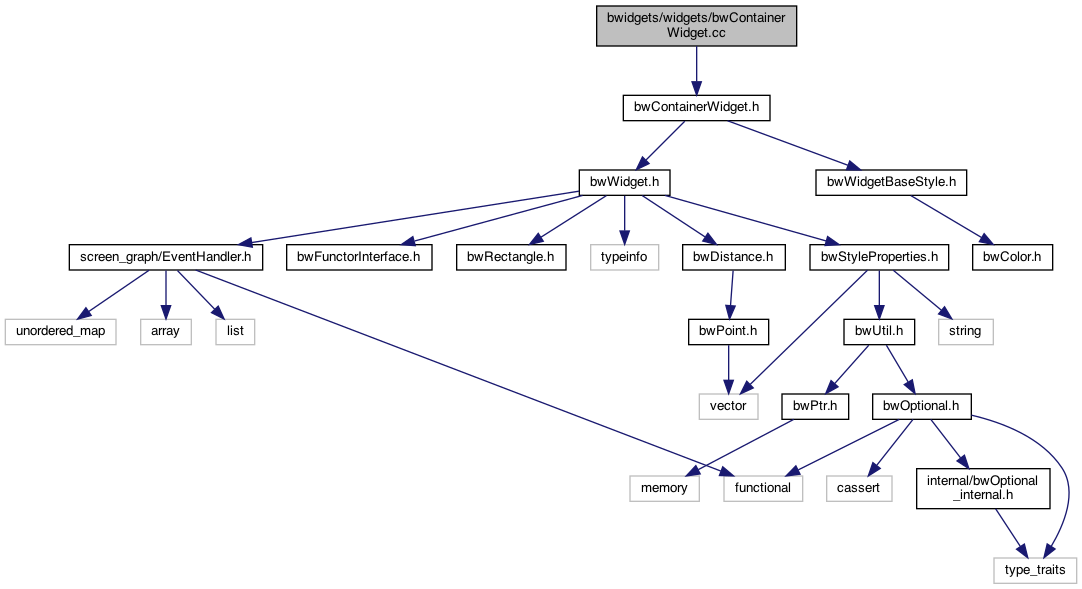 bwidgets/widgets/bwContainer
Widget.cc
bwContainerWidget.h
bwWidget.h
bwWidgetBaseStyle.h
screen_graph/EventHandler.h
bwFunctorInterface.h
bwRectangle.h
typeinfo
bwDistance.h
bwStyleProperties.h
bwColor.h
unordered_map
array
list
bwPoint.h
bwUtil.h
string
vector
bwPtr.h
bwOptional.h
memory
functional
cassert
internal/bwOptional
_internal.h
type_traits